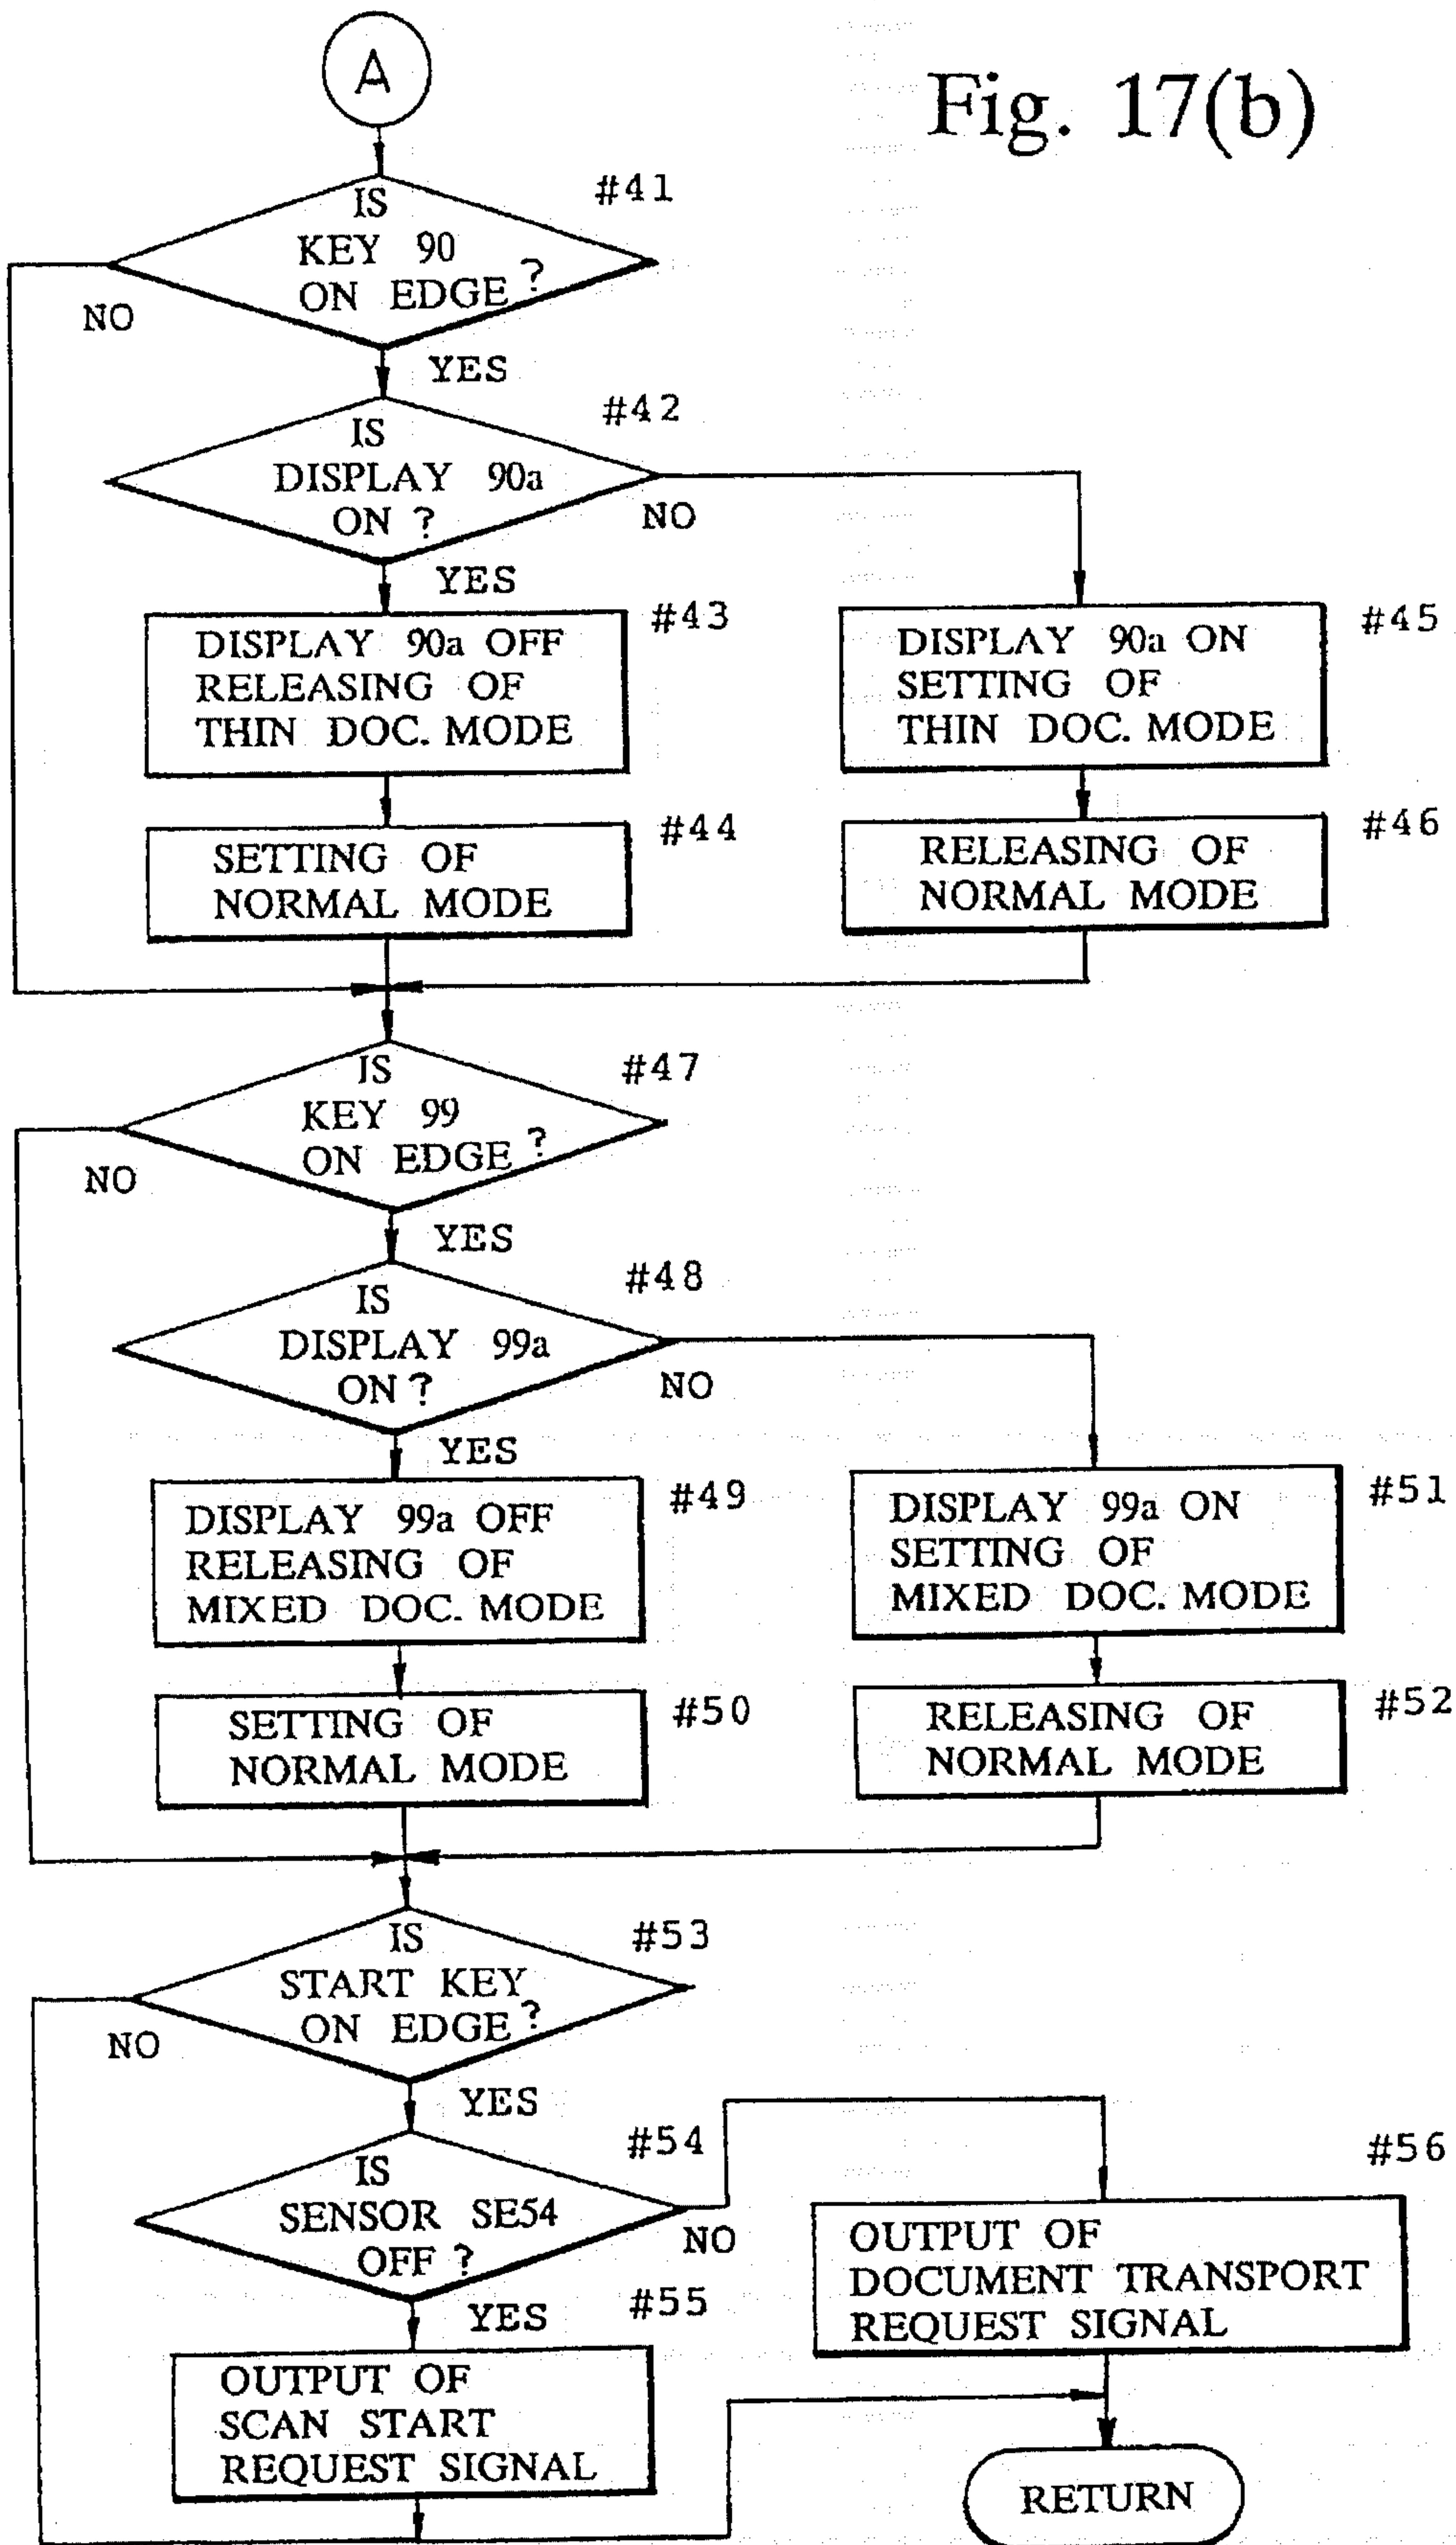 A
Fig. 17(b)
#41
IS
KEY 90
ON EDGE?
NO
YES
#42
IS
DISPLAY 90a
ON?
NO
YES
#43
DISPLAY 90a OFF
RELEASING OF
THIN DOC. MODE
#45
DISPLAY 90a ON
SETTING OF
THIN DOC. MODE
#44
SETTING OF
NORMAL MODE
#46
RELEASING OF
NORMAL MODE
#47
IS
KEY 99
ON EDGE?
NO
YES
#48
IS
DISPLAY 99a
ON?
NO
YES
#49
DISPLAY 99a OFF
RELEASING OF
MIXED DOC. MODE
#51
DISPLAY 99a ON
SETTING OF
MIXED DOC. MODE
#50
SETTING OF
NORMAL MODE
#52
RELEASING OF
NORMAL MODE
#53
IS
START KEY
ON EDGE?
NO
YES
#54
IS
SENSOR SE54
OFF?
NO
YES
#56
OUTPUT OF
DOCUMENT TRANSPORT
REQUEST SIGNAL
#55
OUTPUT OF
SCAN START
REQUEST SIGNAL
RETURN